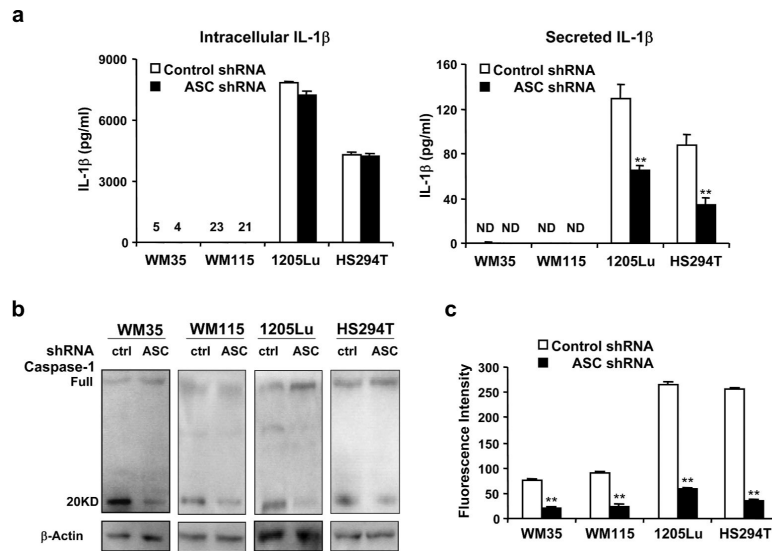 a
Intracellular IL-1β
9000
6000
3000
0
IL-1β (pg/ml)
Control shRNA
ASC shRNA
5 4 23 21
WM35 WM115 1205Lu HS294T
Secreted IL-1β
160
120
80
40
0
IL-1β (pg/ml)
Control shRNA
ASC shRNA
ND ND ND ND ** **
WM35 WM115 1205Lu HS294T
b
WM35 WM115 1205Lu HS294T
shRNA ctrl ASC ctrl ASC ctrl ASC ctrl ASC
Caspase-1
Full
20KD
β-Actin
c
Control shRNA
ASC shRNA
300
250
200
150
100
50
0
Fluorescence Intensity
** ** ** **
WM35 WM115 1205Lu HS294T